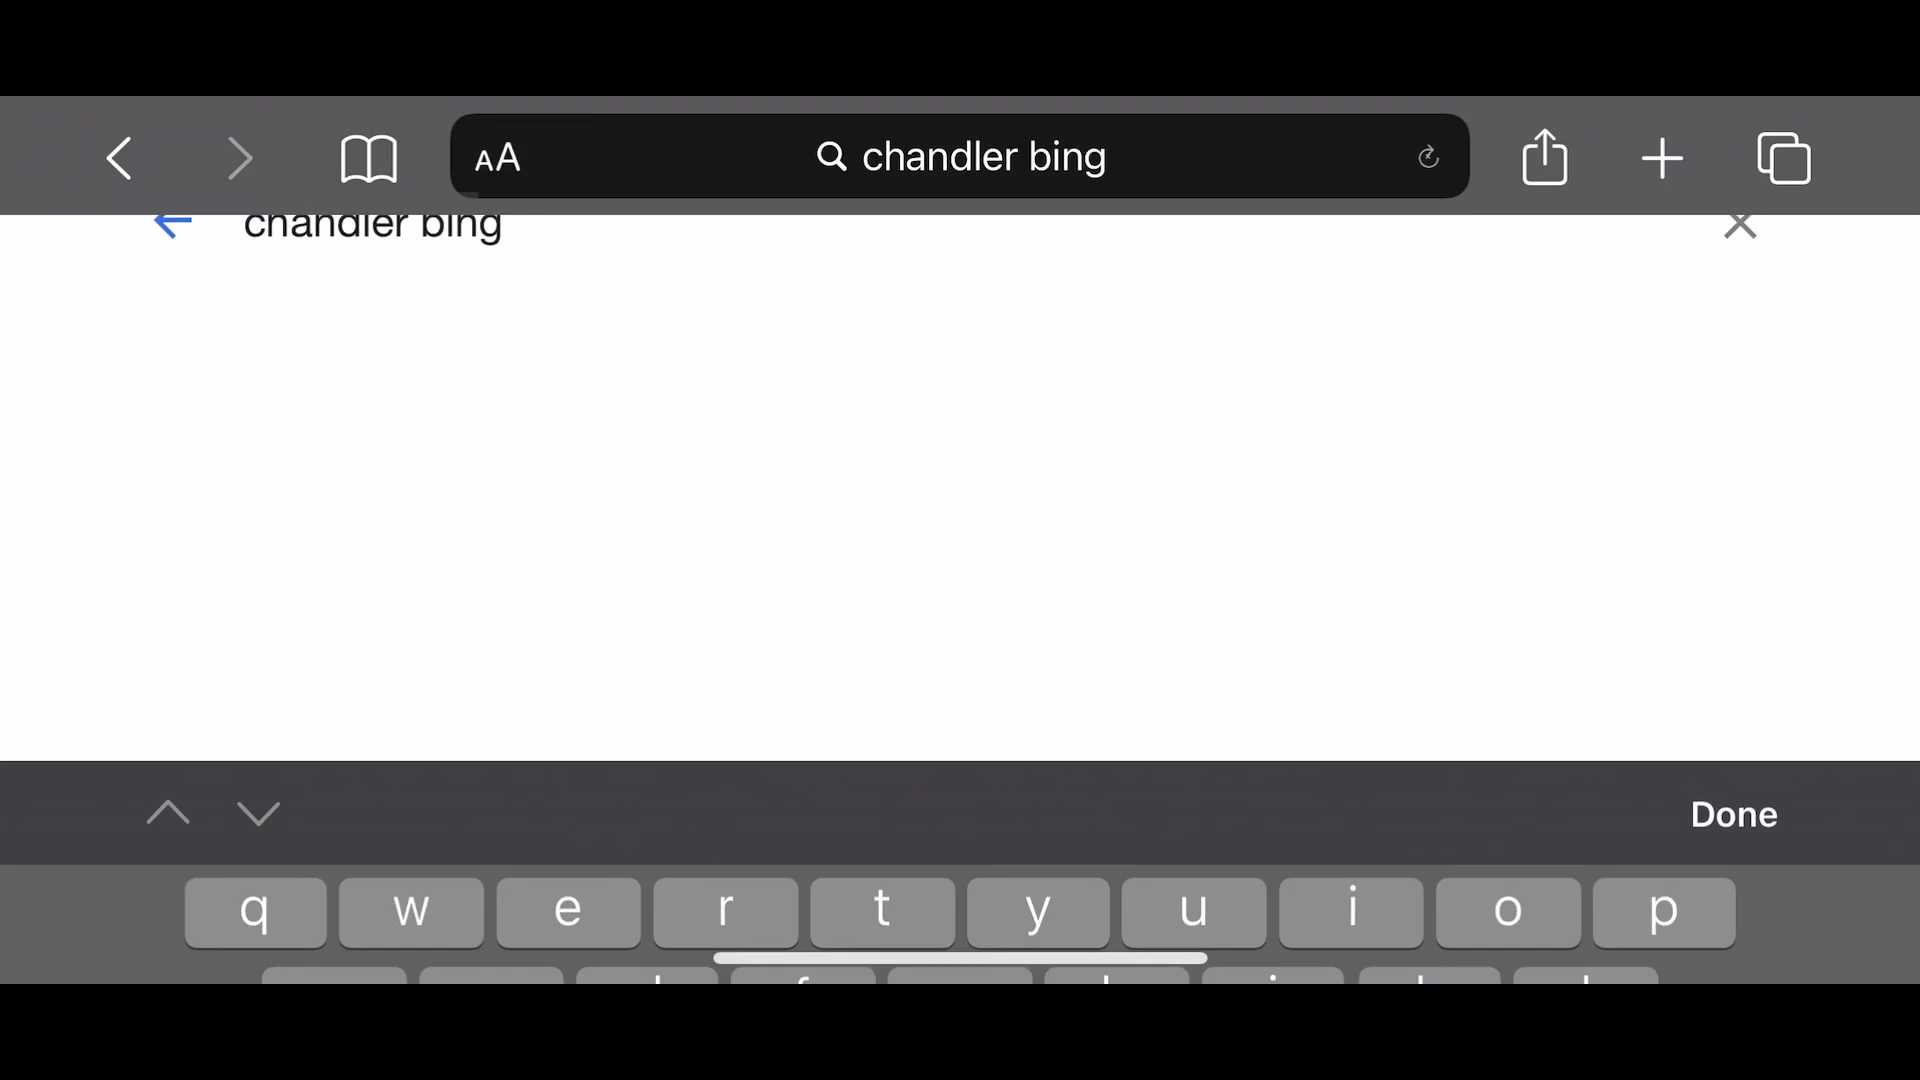 AA chandler bing
chandler bing
Done
q w e r t y u i o p